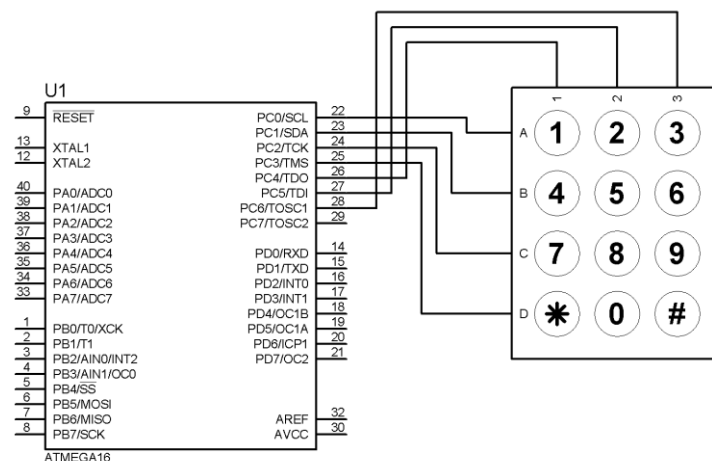 U1
9 RESET
13 XTAL1
12 XTAL2
40 PA0/ADC0
39 PA1/ADC1
38 PA2/ADC2
37 PA3/ADC3
36 PA4/ADC4
35 PA5/ADC5
34 PA6/ADC6
33 PA7/ADC7
1 PB0/T0/XCK
2 PB1/T1
3 PB2/AIN0/INT2
4 PB3/AIN1/OC0
5 PB4/SS
6 PB5/MOSI
7 PB6/MISO
8 PB7/SCK
PC0/SCL 22
PC1/SDA 23
PC2/TCK 24
PC3/TMS 25
PC4/TDO 26
PC5/TDI 27
PC6/TOSC1 28
PC7/TOSC2 29
PD0/RXD 14
PD1/TXD 15
PD2/INT0 16
PD3/INT1 17
PD4/OC1B 18
PD5/OC1A 19
PD6/ICP1 20
PD7/OC2 21
AREF 32
AVCC 30
ATMEGA16
1 2 3
A 1 2 3
B 4 5 6
C 7 8 9
D * 0 #